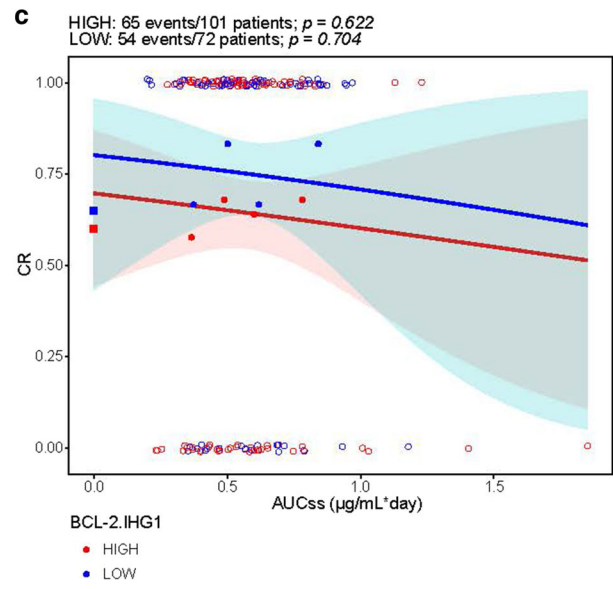 c
HIGH: 65 events/101 patients; p = 0.622
LOW: 54 events/72 patients; p = 0.704
1.00
0.75
0.50
0.25
0.00
CR
0.0 0.5 1.0 1.5
AUCss (µg/mL*day)
BCL-2.IHG1
HIGH
LOW